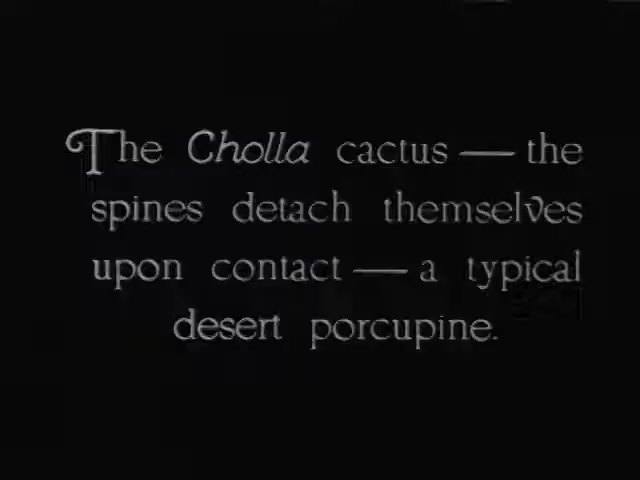 The Cholla cactus — the
spines detach themselves
upon contact — a typical
desert porcupine.